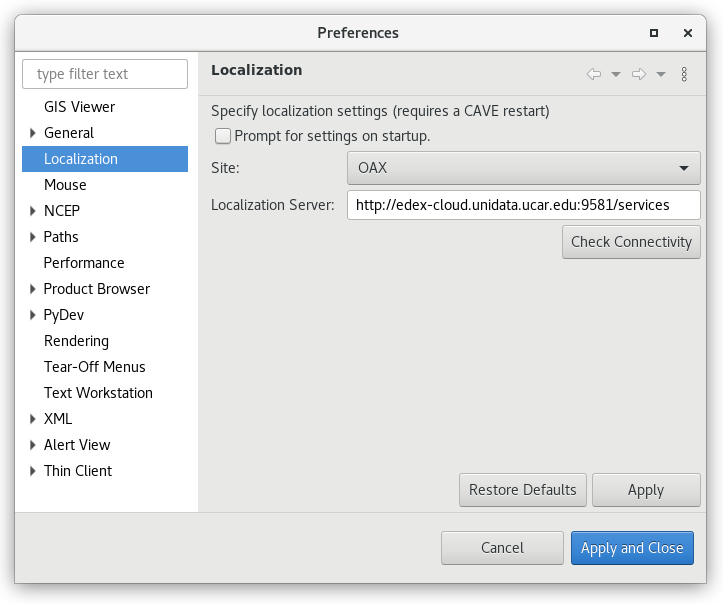 Preferences
type filter text
GIS Viewer
General
Localization
Mouse
NCEP
Paths
Performance
Product Browser
PyDev
Rendering
Tear-Off Menus
Text Workstation
XML
Alert View
Thin Client
Localization
Specify localization settings (requires a CAVE restart)
Prompt for settings on startup.
Site: OAX
Localization Server: http://edex-cloud.unidata.ucar.edu:9581/services
Check Connectivity
Restore Defaults Apply
Cancel Apply and Close